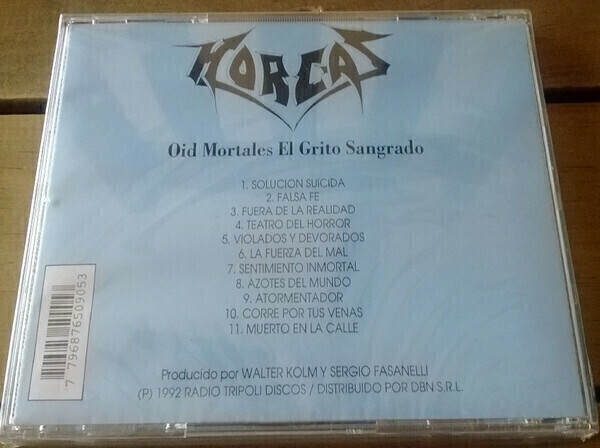 HORCAS
Oid Mortales El Grito Sangrado
1. SOLUCION SUICIDA
2. FALSA FE
3. FUERA DE LA REALIDAD
4. TEATRO DEL HORROR
5. VIOLADOS Y DEVORADOS
6. LA FUERZA DEL MAL
7. SENTIMIENTO INMORTAL
8. AZOTES DEL MUNDO
9. ATORMENTADOR
10. CORRE POR TUS VENAS
11. MUERTO EN LA CALLE
7 796876 509053
Producido por WALTER KOLM Y SERGIO FASANELLI
(P) 1992 RADIO TRIPOLI DISCOS / DISTRIBUIDO POR DBN S.R.L.